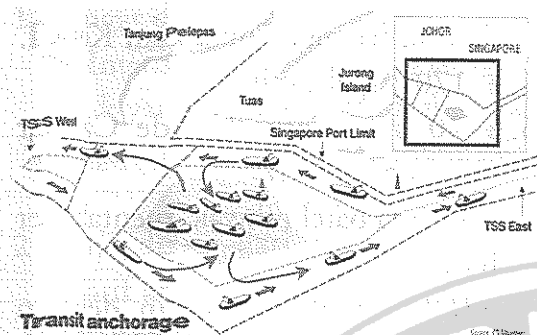 Tanjung Pelepas
JOHOR
SINGAPORE
Jurong
Island
Tuas
TSS West
Singapore Port Limit
TSS East
Transit anchorage